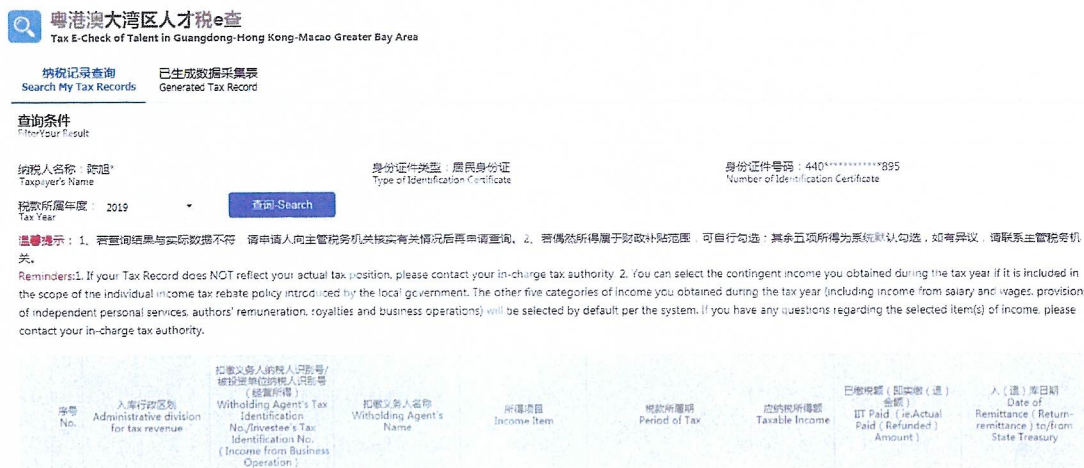 粤港澳大湾区人才税e查
Tax E-Check of Talent in Guangdong-Hong Kong-Macao Greater Bay Area
纳税记录查询 已生成数据采集表
Search My Tax Records Generated Tax Record
查询条件
FilterYour Result
纳税人名称：陈旭* 身份证件类型：居民身份证 身份证件号码：440***********895
Taxpayer's Name Type of Identification Certificate Number of Identification Certificate
税款所属年度： 2019 查询-Search
Tax Year
温馨提示：1、若查询结果与实际数据不符，请申请人向主管税务机关核实有关情况后再申请查询。2、若偶然所得属于财政补贴范围，可自行勾选；其余五项所得为系统默认勾选，如有异议，请联系主管税务机
关。
Reminders:1. If your Tax Record does NOT reflect your actual tax position, please contact your in-charge tax authority. 2. You can select the contingent income you obtained during the tax year if it is included in
the scope of the individual income tax rebate policy introduced by the local government. The other five categories of income you obtained during the tax year (including income from salary and wages, provision
of independent personal services, authors' remuneration, royalties and business operations) will be selected by default per the system. If you have any questions regarding the selected item(s) of income, please
contact your in-charge tax authority.
序号
No.
入库行政区划
Administrative division
for tax revenue
扣缴义务人纳税人识别号/
被投资单位纳税人识别号
（经营所得）
Witholding Agent's Tax
Identification
No./Investee's Tax
Identification No.
(Income from Business
Operation)
扣缴义务人名称
Witholding Agent's
Name
所得项目
Income Item
税款所属期
Period of Tax
应纳税所得额
Taxable Income
已缴税额（即实缴（退）
金额）
IIT Paid （ie.Actual
Paid（Refunded）
Amount）
入（退）库日期
Date of
Remittance（Return-
remittance）to/from
State Treasury